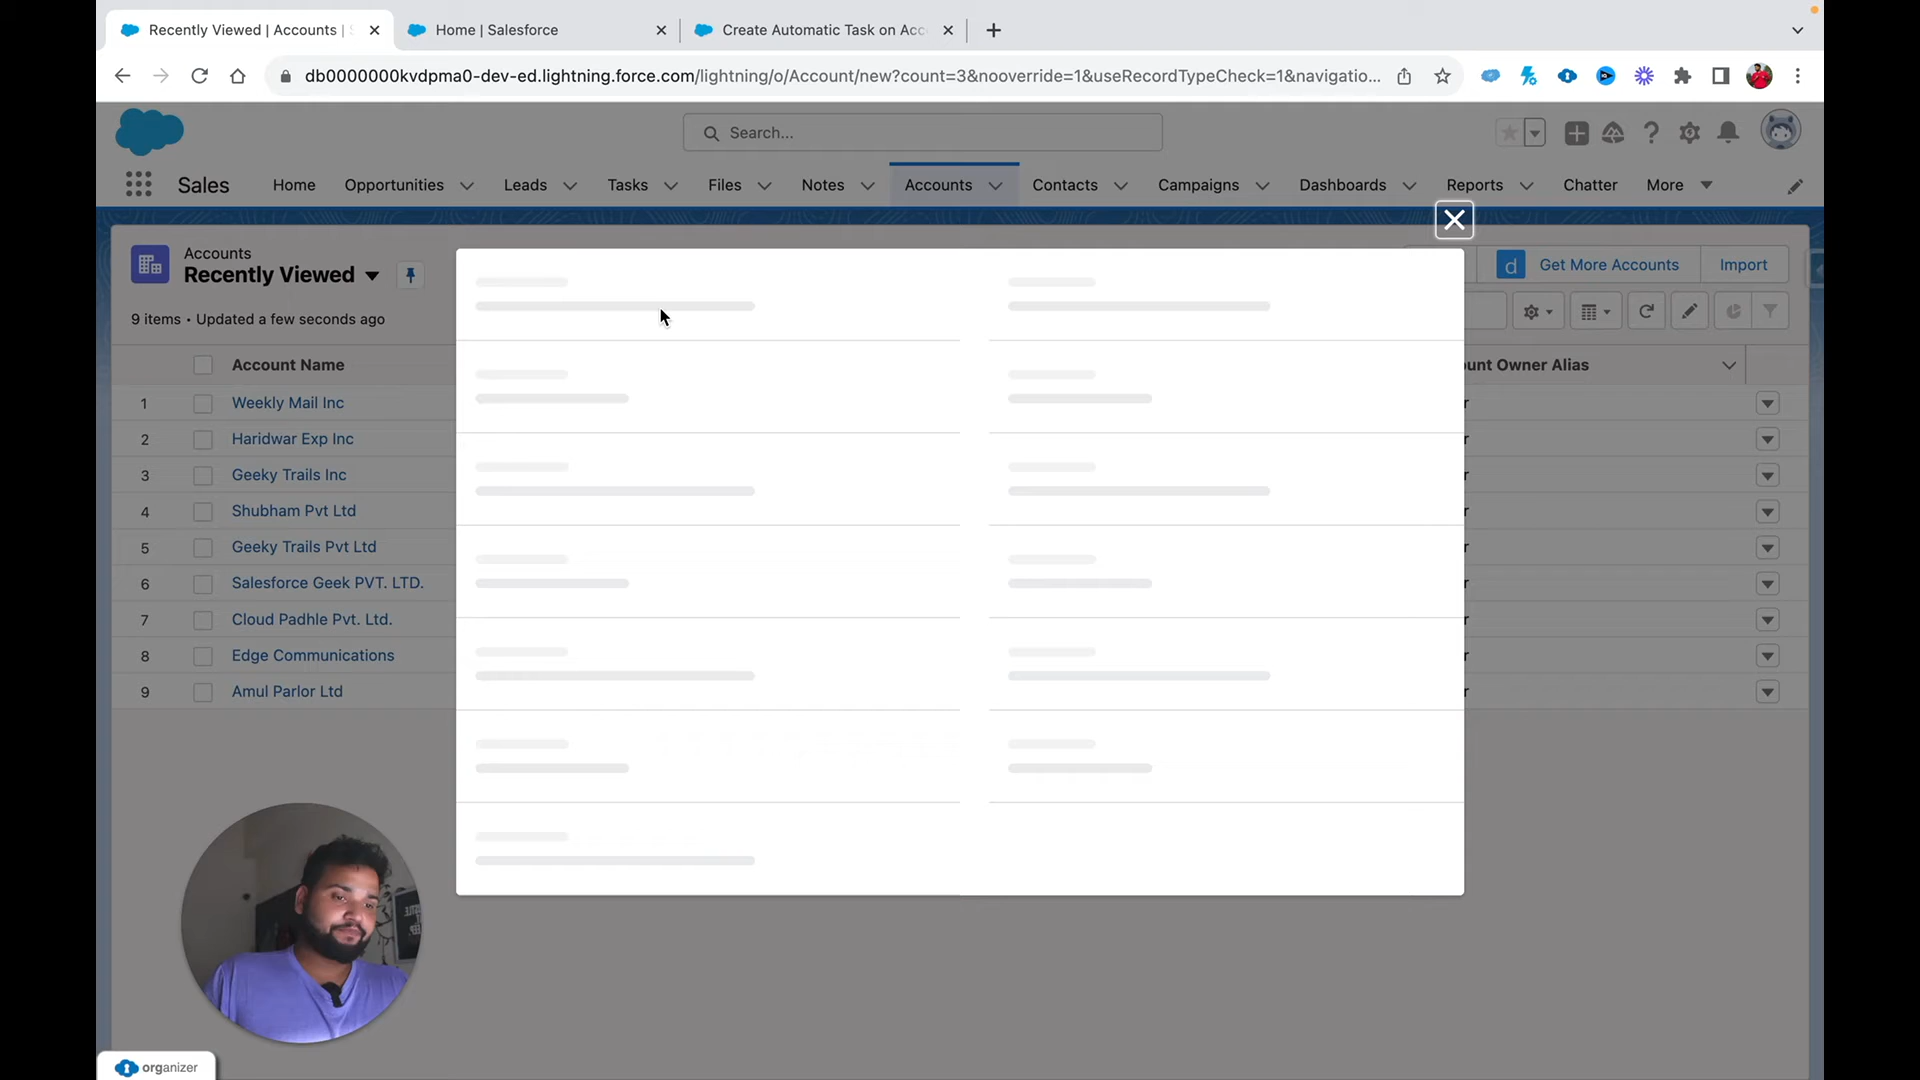 Recently Viewed | Accounts |
Home | Salesforce
Create Automatic Task on Acc
db0000000kvdpma0-dev-ed.lightning.force.com/lightning/o/Account/new?count=3&nooverride=1&useRecordTypeCheck=1&navigatio...
Search...
Sales
Home
Opportunities
Leads
Tasks
Files
Notes
Accounts
Contacts
Campaigns
Dashboards
Reports
Chatter
More
Accounts
Recently Viewed
d
Get More Accounts
Import
9 items • Updated a few seconds ago
Account Name
unt Owner Alias
1 Weekly Mail Inc r
2 Haridwar Exp Inc r
3 Geeky Trails Inc r
4 Shubham Pvt Ltd r
5 Geeky Trails Pvt Ltd r
6 Salesforce Geek PVT. LTD. r
7 Cloud Padhle Pvt. Ltd. r
8 Edge Communications r
9 Amul Parlor Ltd r
organizer